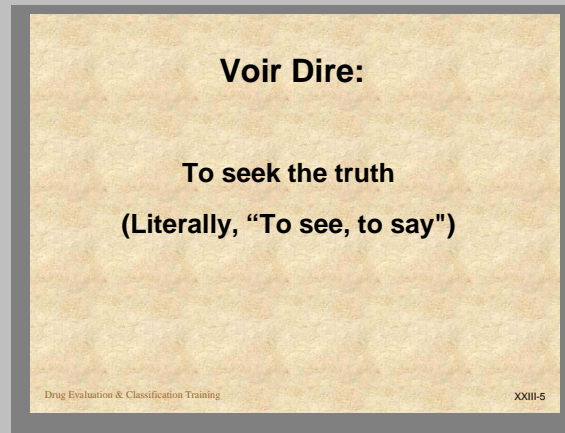 Voir Dire:
To seek the truth
(Literally, “To see, to say")
Drug Evaluation & Classification Training
XXIII-5